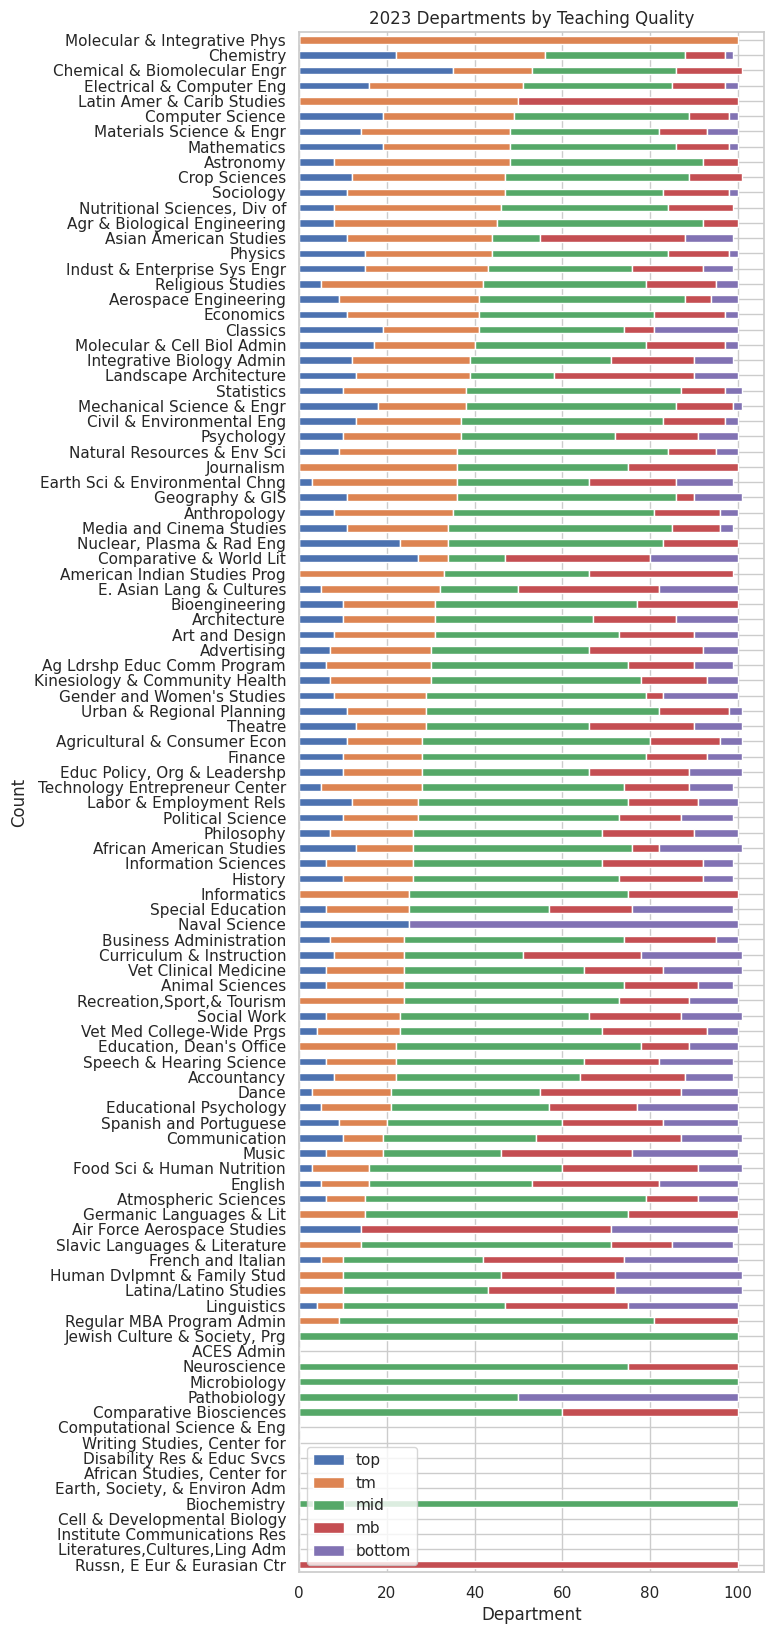 2023 Departments by Teaching Quality
Molecular & Integrative Phys
Chemistry
Chemical & Biomolecular Engr
Electrical & Computer Eng
Latin Amer & Carib Studies
Computer Science
Materials Science & Engr
Mathematics
Astronomy
Crop Sciences
Sociology
Nutritional Sciences, Div of
Agr & Biological Engineering
Asian American Studies
Physics
Indust & Enterprise Sys Engr
Religious Studies
Aerospace Engineering
Economics
Classics
Molecular & Cell Biol Admin
Integrative Biology Admin
Landscape Architecture
Statistics
Mechanical Science & Engr
Civil & Environmental Eng
Psychology
Natural Resources & Env Sci
Journalism
Earth Sci & Environmental Chng
Geography & GIS
Anthropology
Media and Cinema Studies
Nuclear, Plasma & Rad Eng
Comparative & World Lit
American Indian Studies Prog
E. Asian Lang & Cultures
Bioengineering
Architecture
Art and Design
Advertising
Ag Ldrshp Educ Comm Program
Kinesiology & Community Health
Gender and Women's Studies
Urban & Regional Planning
Theatre
Agricultural & Consumer Econ
Finance
Educ Policy, Org & Leadershp
Technology Entrepreneur Center
Labor & Employment Rels
Political Science
Philosophy
African American Studies
Information Sciences
History
Informatics
Special Education
Naval Science
Business Administration
Curriculum & Instruction
Vet Clinical Medicine
Animal Sciences
Recreation,Sport,& Tourism
Social Work
Vet Med College-Wide Prgs
Education, Dean's Office
Speech & Hearing Science
Accountancy
Dance
Educational Psychology
Spanish and Portuguese
Communication
Music
Food Sci & Human Nutrition
English
Atmospheric Sciences
Germanic Languages & Lit
Air Force Aerospace Studies
Slavic Languages & Literature
French and Italian
Human Dvlpmnt & Family Stud
Latina/Latino Studies
Linguistics
Regular MBA Program Admin
Jewish Culture & Society, Prg
ACES Admin
Neuroscience
Microbiology
Pathobiology
Comparative Biosciences
Computational Science & Eng
Writing Studies, Center for
Disability Res & Educ Svcs
African Studies, Center for
Earth, Society, & Environ Adm
Biochemistry
Cell & Developmental Biology
Institute Communications Res
Literatures,Cultures,Ling Adm
Russn, E Eur & Eurasian Ctr
Count
top
tm
mid
mb
bottom
0 20 40 60 80 100
Department